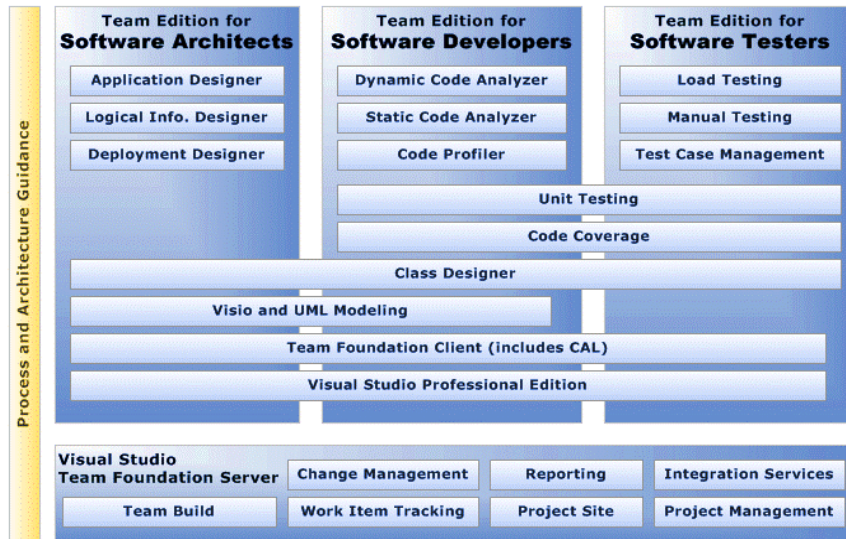 Process and Architecture Guidance
Team Edition for
Software Architects
Application Designer
Logical Info. Designer
Deployment Designer
Team Edition for
Software Developers
Dynamic Code Analyzer
Static Code Analyzer
Code Profiler
Team Edition for
Software Testers
Load Testing
Manual Testing
Test Case Management
Unit Testing
Code Coverage
Class Designer
Visio and UML Modeling
Team Foundation Client (includes CAL)
Visual Studio Professional Edition
Visual Studio
Team Foundation Server
Change Management
Reporting
Integration Services
Team Build
Work Item Tracking
Project Site
Project Management